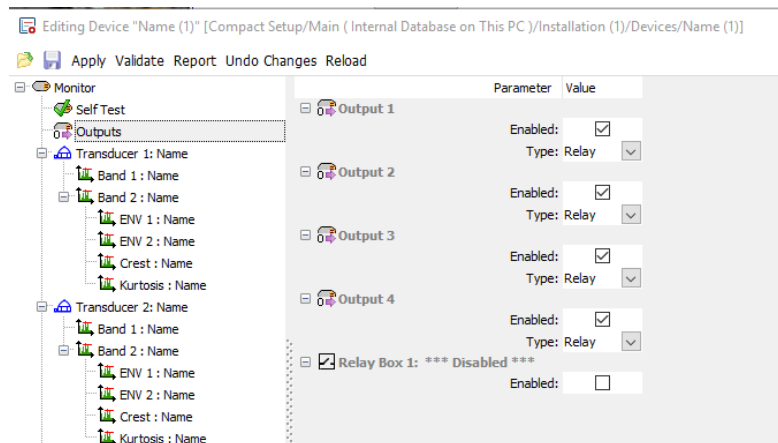 Editing Device "Name (1)" [Compact Setup/Main ( Internal Database on This PC )/Installation (1)/Devices/Name (1)]
Apply Validate Report Undo Changes Reload
Monitor
Self Test
Outputs
Transducer 1: Name
Band 1 : Name
Band 2 : Name
ENV 1 : Name
ENV 2 : Name
Crest : Name
Kurtosis : Name
Transducer 2: Name
Band 1 : Name
Band 2 : Name
ENV 1 : Name
ENV 2 : Name
Crest : Name
Kurtosis : Name
Parameter Value
Output 1
Enabled:
Type: Relay
Output 2
Enabled:
Type: Relay
Output 3
Enabled:
Type: Relay
Output 4
Enabled:
Type: Relay
Relay Box 1: *** Disabled ***
Enabled: